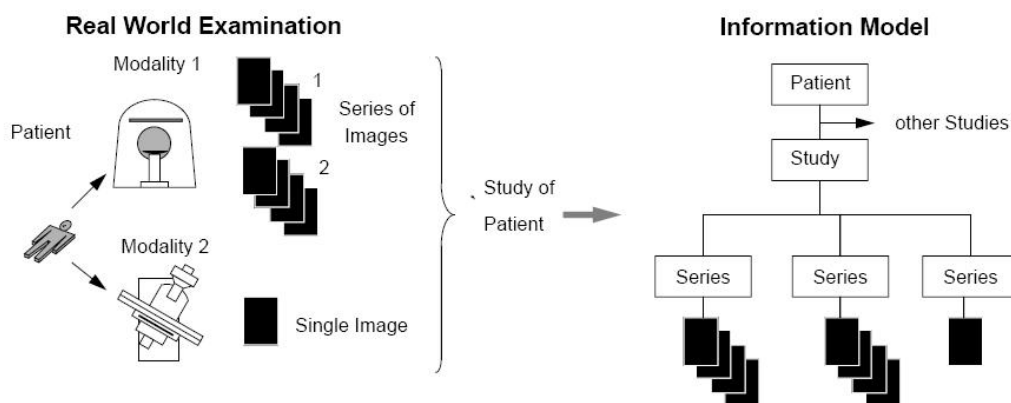 Real World Examination
Modality 1
1
Series of
Images
Patient
2
Modality 2
Single Image
Study of
Patient
Information Model
Patient
other Studies
Study
Series
Series
Series